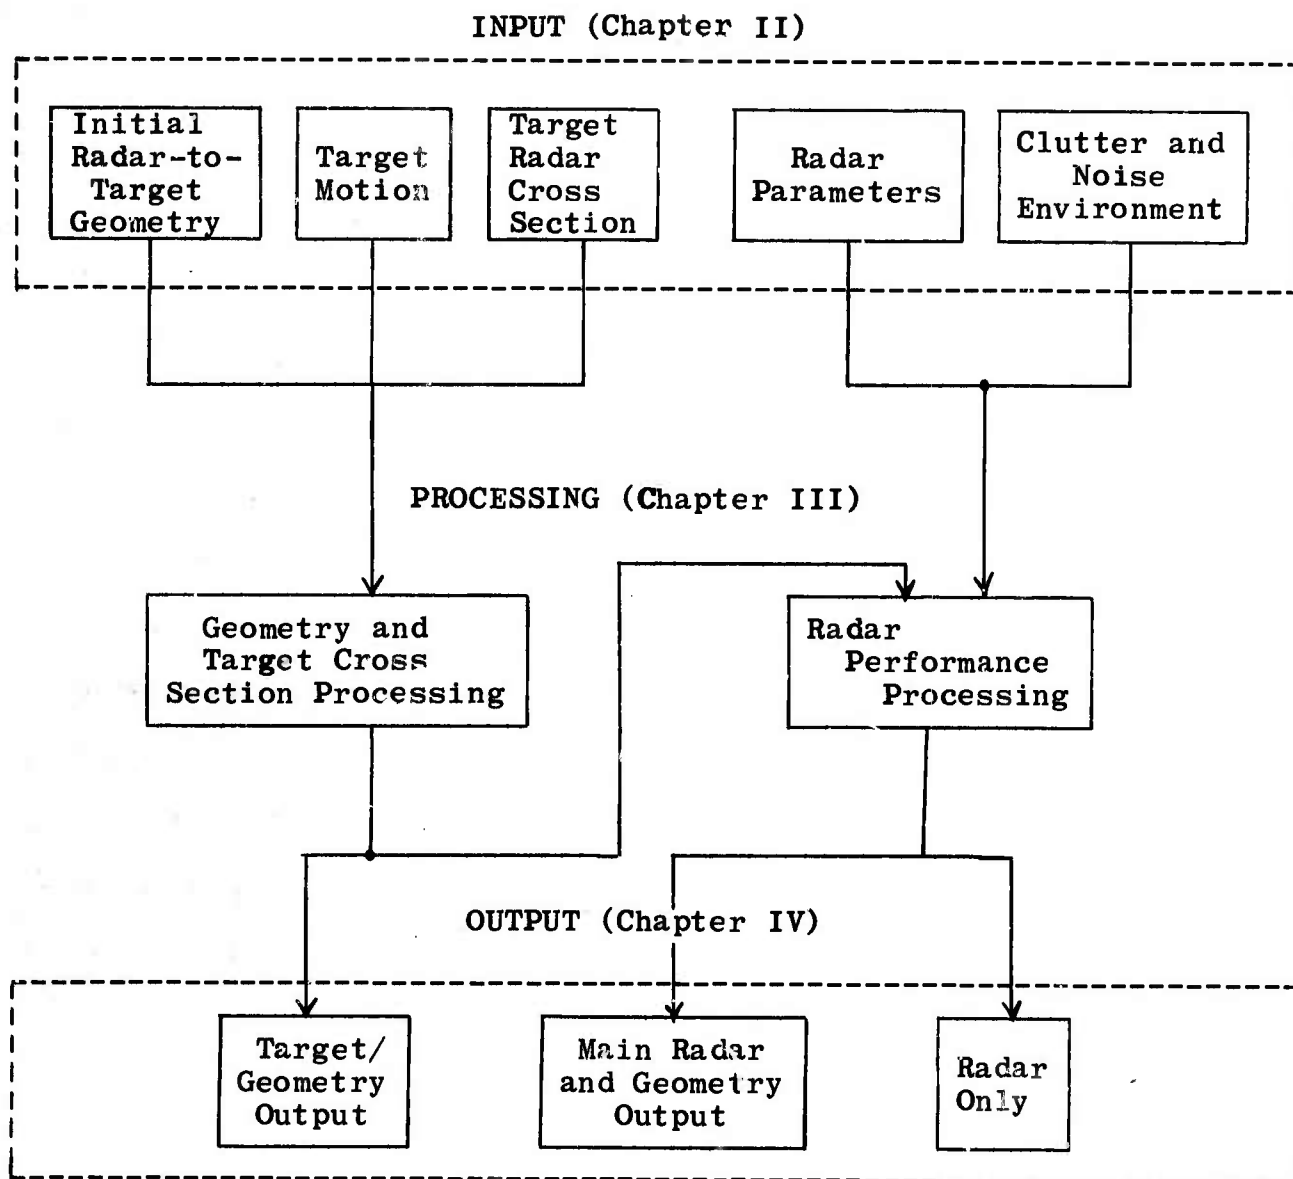 INPUT (Chapter II)
Initial
Radar-to-
Target
Geometry
Target
Motion
Target
Radar
Cross
Section
Radar
Parameters
Clutter and
Noise
Environment
PROCESSING (Chapter III)
Geometry and
Target Cross
Section Processing
Radar
Performance
Processing
OUTPUT (Chapter IV)
Target/
Geometry
Output
Main Radar
and Geometry
Output
Radar
Only